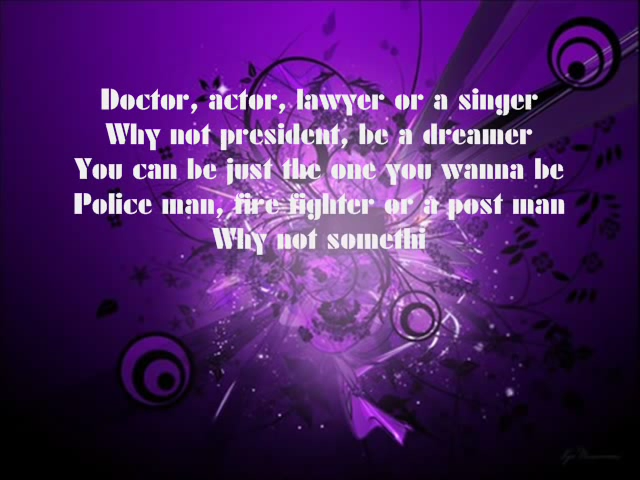 Doctor, actor, lawyer or a singer
Why not president, be a dreamer
You can be just the one you wanna be
Police man, fire fighter or a post man
Why not somethi